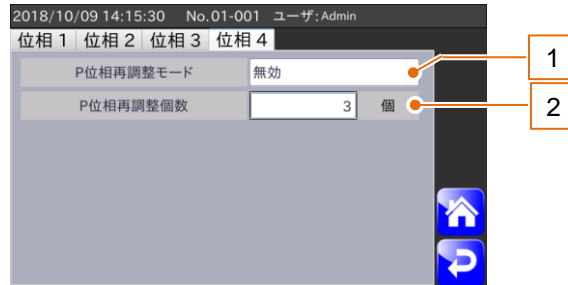 2018/10/09 14:15:30 No.01-001 ユーザ:Admin
位相 1 位相 2 位相 3 位相 4
P位相再調整モード 無効 1
P位相再調整個数 3 個 2